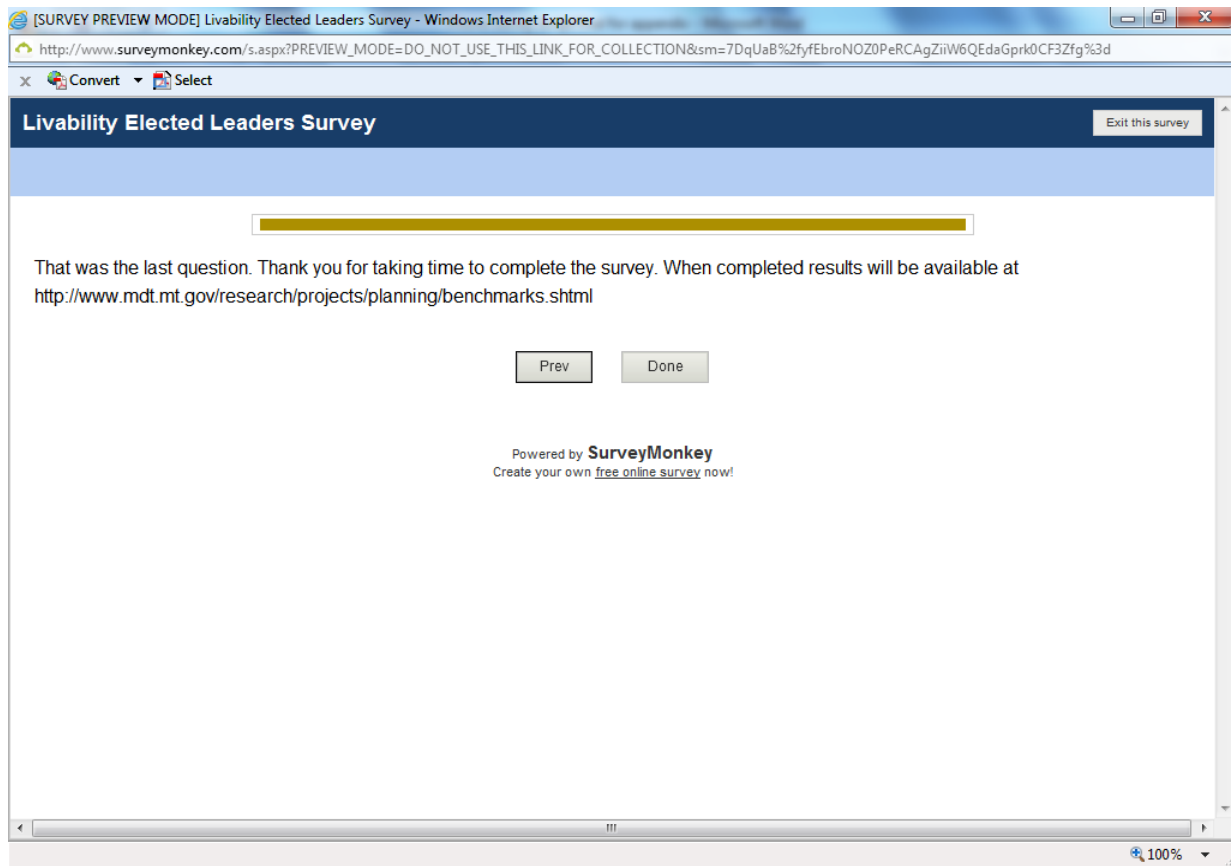 [SURVEY PREVIEW MODE] Livability Elected Leaders Survey - Windows Internet Explorer
http://www.surveymonkey.com/s.aspx?PREVIEW_MODE=DO_NOT_USE_THIS_LINK_FOR_COLLECTION&sm=7DqUaB%2fyfEbroNOZ0PeRCAgZiiW6QEdaGprk0CF3Zfg%3d
x Convert Select
Livability Elected Leaders Survey
Exit this survey
That was the last question. Thank you for taking time to complete the survey. When completed results will be available at
http://www.mdt.mt.gov/research/projects/planning/benchmarks.shtml
Prev Done
Powered by SurveyMonkey
Create your own free online survey now!
100%